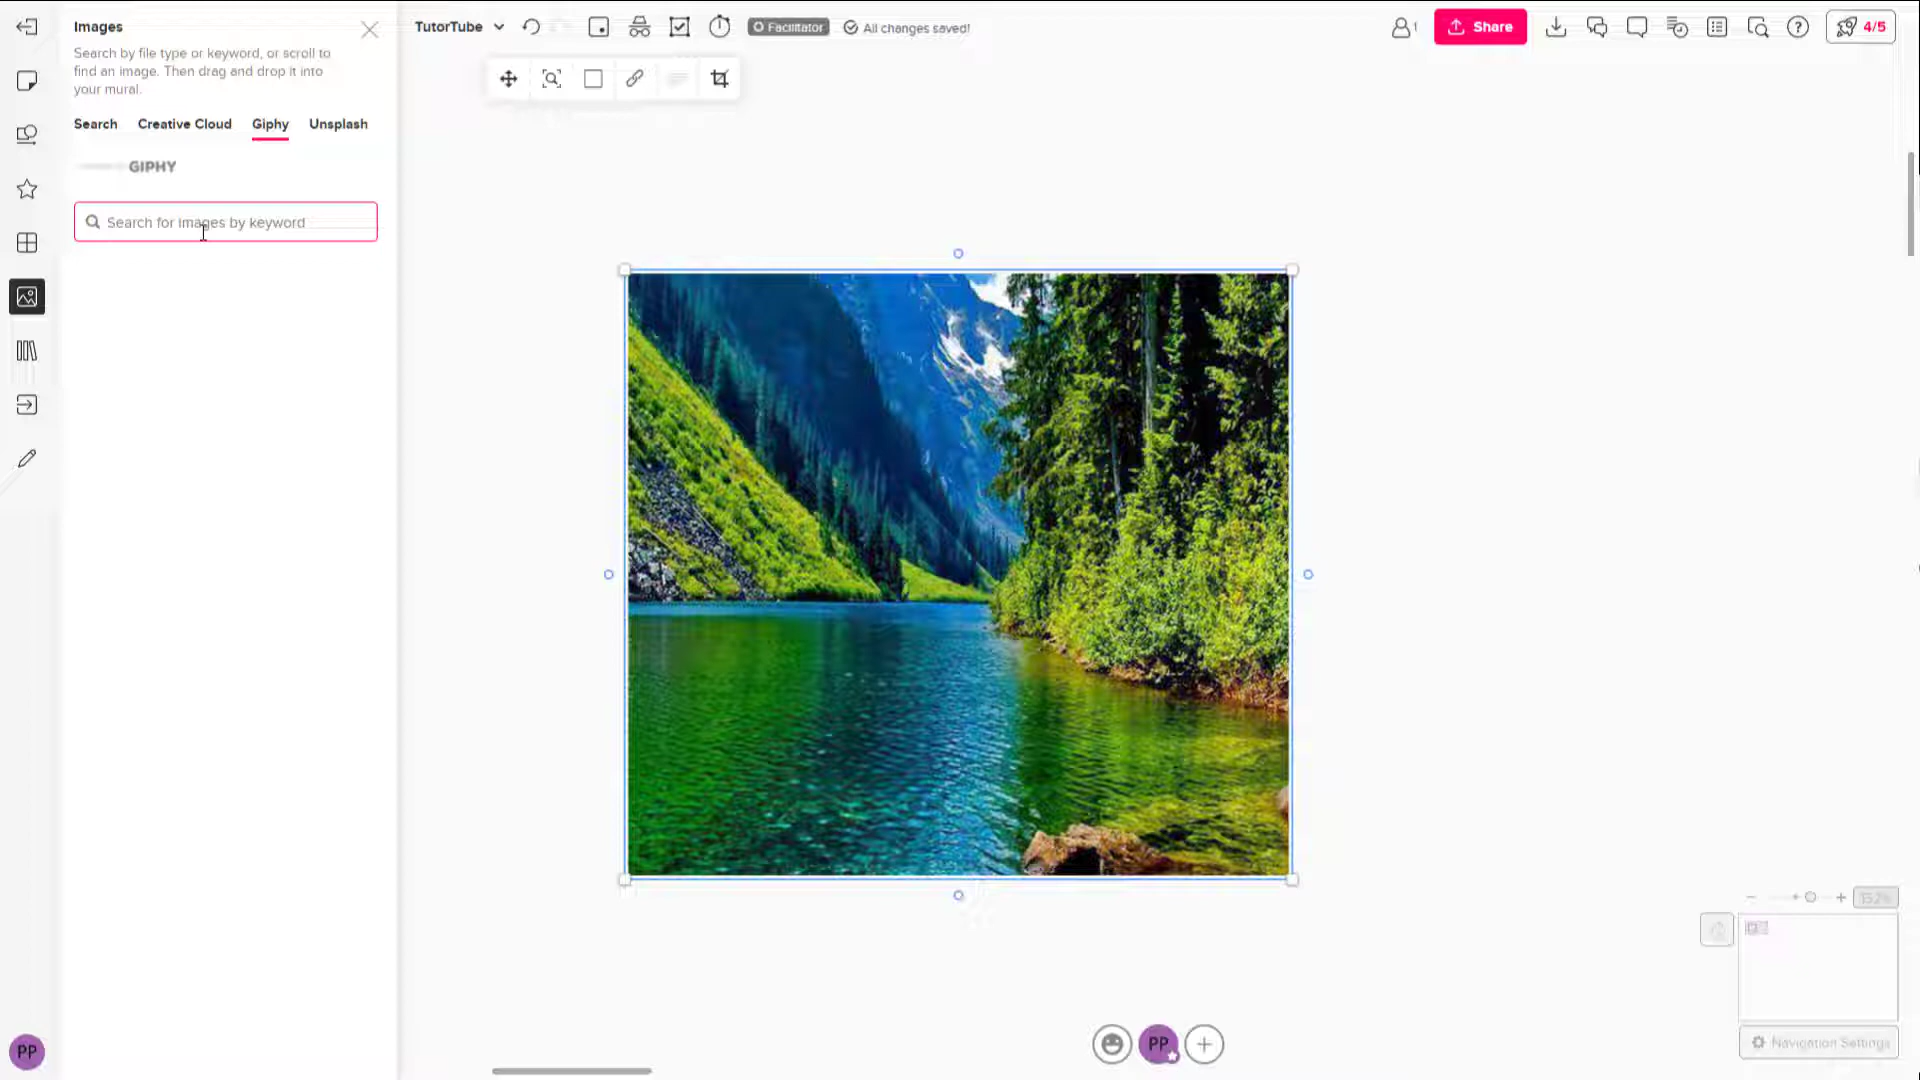 Images
Search by file type or keyword, or scroll to
find an image. Then drag and drop it into
your mural.
Search Creative Cloud Giphy Unsplash
GIPHY
Search for images by keyword
TutorTube
Facilitator
All changes saved!
1
Share
4/5
152%
Navigation Settings
PP
PP